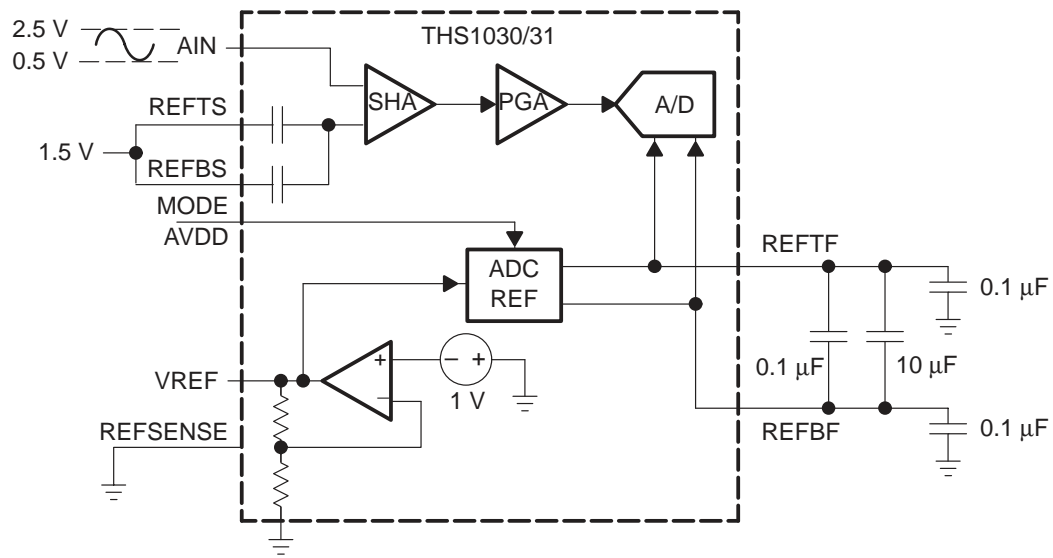 2.5 V
THS1030/31
AIN
0.5 V
SHA
PGA
A/D
REFTS
1.5 V
REFBS
MODE
AVDD
REFTF
ADC
REF
0.1 μF
+
− +
0.1 μF
10 μF
VREF
−
1 V
REFBF
REFSENSE
0.1 μF